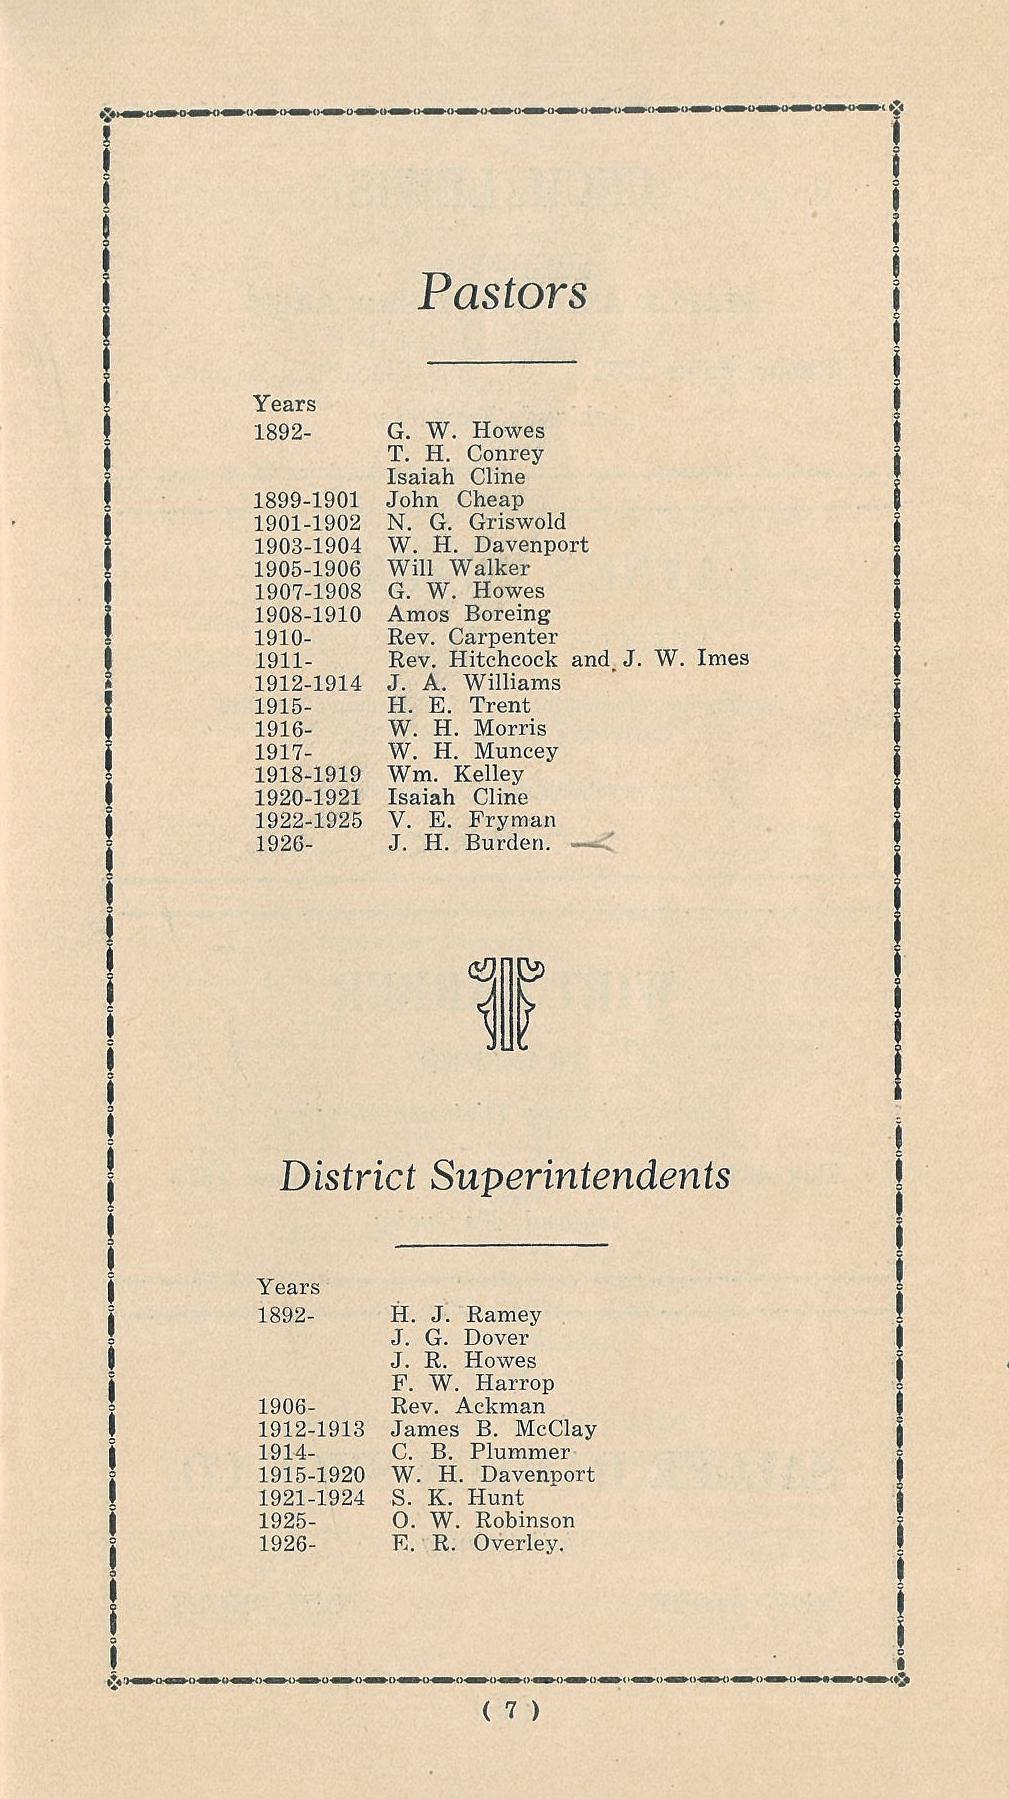 Pastors
Years
1892- G. W. Howes
T. H. Conrey
Isaiah Cline
1899-1901 John Cheap
1901-1902 N. G. Griswold
1903-1904 W. H. Davenport
1905-1906 Will Walker
1907-1908 G. W. Howes
1908-1910 Amos Boreing
1910- Rev. Carpenter
1911- Rev. Hitchcock and J. W. Imes
1912-1914 J. A. Williams
1915- H. E. Trent
1916- W. H. Morris
1917- W. H. Muncey
1918-1919 Wm. Kelley
1920-1921 Isaiah Cline
1922-1925 V. E. Fryman
1926- J. H. Burden.
District Superintendents
Years
1892- H. J. Ramey
J. G. Dover
J. R. Howes
F. W. Harrop
1906- Rev. Ackman
1912-1913 James B. McClay
1914- C. B. Plummer
1915-1920 W. H. Davenport
1921-1924 S. K. Hunt
1925- O. W. Robinson
1926- E. R. Overley.
( 7 )